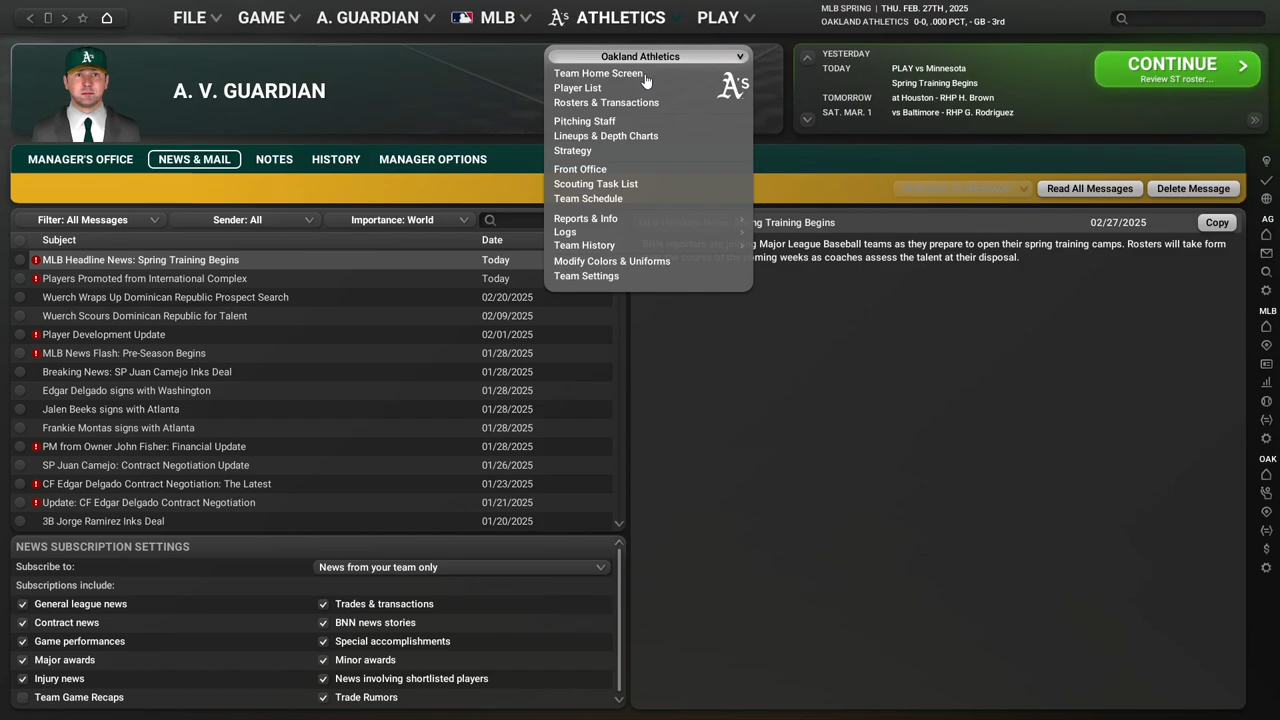 FILE GAME A. GUARDIAN MLB A's ATHLETICS PLAY
MLB SPRING | THU. FEB. 27TH , 2025
OAKLAND ATHLETICS 0-0, .000 PCT, - GB - 3rd
A. V. GUARDIAN
Oakland Athletics
Team Home Screen
Player List
Rosters & Transactions
Pitching Staff
Lineups & Depth Charts
Strategy
Front Office
Scouting Task List
Team Schedule
Reports & Info
Logs
Team History
Modify Colors & Uniforms
Team Settings
A's
YESTERDAY
TODAY PLAY vs Minnesota
Spring Training Begins
TOMORROW at Houston - RHP H. Brown
SAT. MAR. 1 vs Baltimore - RHP G. Rodriguez
CONTINUE
Review ST roster...
MANAGER'S OFFICE NEWS & MAIL NOTES HISTORY MANAGER OPTIONS
Read All Messages Delete Message
Filter: All Messages Sender: All Importance: World
Subject Date
MLB Headline News: Spring Training Begins Today
Players Promoted from International Complex Today
Wuerch Wraps Up Dominican Republic Prospect Search 02/20/2025
Wuerch Scours Dominican Republic for Talent 02/09/2025
Player Development Update 02/01/2025
MLB News Flash: Pre-Season Begins 01/28/2025
Breaking News: SP Juan Camejo Inks Deal 01/28/2025
Edgar Delgado signs with Washington 01/28/2025
Jalen Beeks signs with Atlanta 01/28/2025
Frankie Montas signs with Atlanta 01/28/2025
PM from Owner John Fisher: Financial Update 01/28/2025
SP Juan Camejo: Contract Negotiation Update 01/26/2025
CF Edgar Delgado Contract Negotiation: The Latest 01/23/2025
Update: CF Edgar Delgado Contract Negotiation 01/21/2025
3B Jorge Ramirez Inks Deal 01/20/2025
ring Training Begins 02/27/2025 Copy
Major League Baseball teams as they prepare to open their spring training camps. Rosters will take form
oming weeks as coaches assess the talent at their disposal.
NEWS SUBSCRIPTION SETTINGS
Subscribe to: News from your team only
Subscriptions include:
General league news Trades & transactions
Contract news BNN news stories
Game performances Special accomplishments
Major awards Minor awards
Injury news News involving shortlisted players
Team Game Recaps Trade Rumors
AG
MLB
OAK